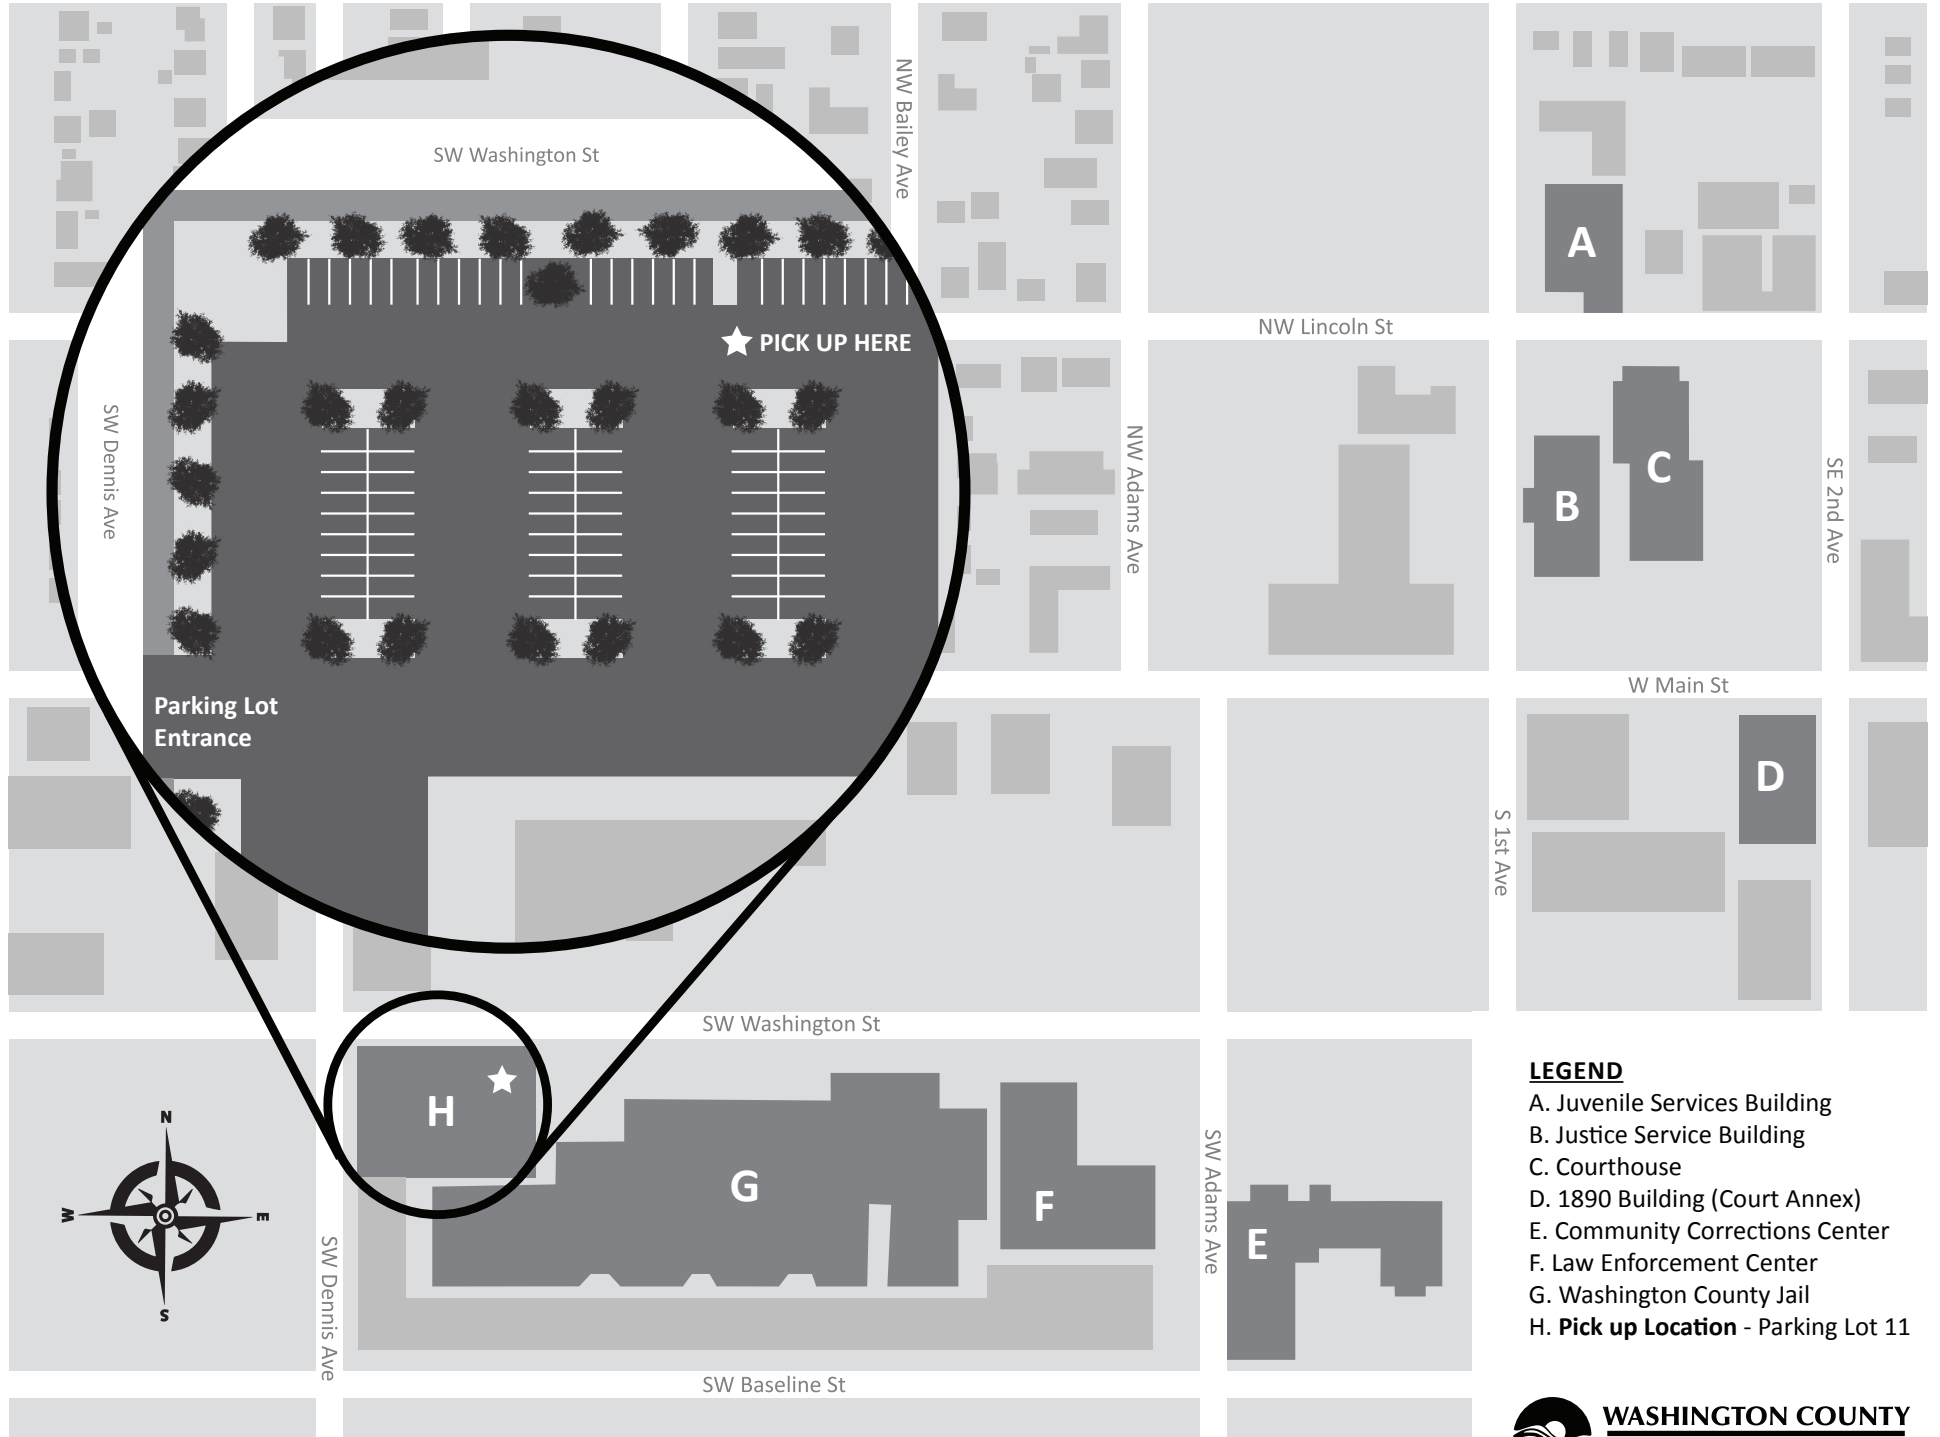 NW Bailey Ave
SW Washington St
PICK UP HERE
SW Dennis Ave
Parking Lot
Entrance
A
NW Lincoln St
NW Adams Ave
B
C
SE 2nd Ave
W Main St
D
S 1st Ave
SW Washington St
H
G
F
E
SW Adams Ave
SW Dennis Ave
SW Baseline St
N
W
E
S
LEGEND
A. Juvenile Services Building
B. Justice Service Building
C. Courthouse
D. 1890 Building (Court Annex)
E. Community Corrections Center
F. Law Enforcement Center
G. Washington County Jail
H. Pick up Location - Parking Lot 11
WASHINGTON COUNTY